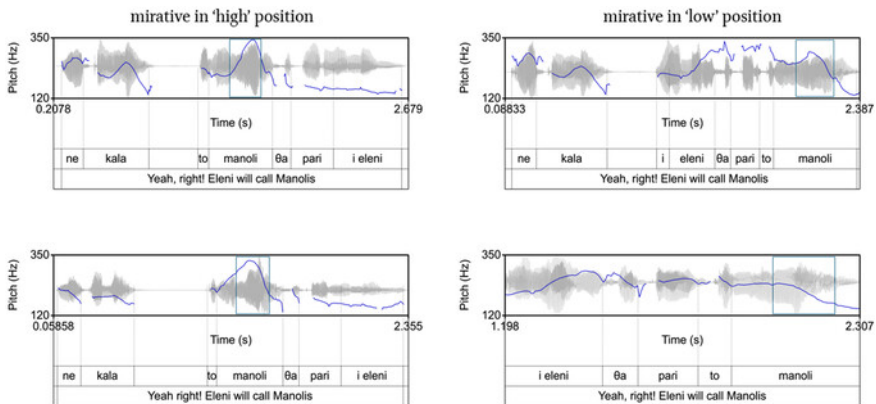 mirative in ‘high’ position
350
Pitch (Hz)
120
0.2078
2.679
Time (s)
ne kala to manoli θa pari i eleni
Yeah, right! Eleni will call Manolis
mirative in ‘low’ position
350
Pitch (Hz)
120
0.08833
2.387
Time (s)
ne kala i eleni θa pari to manoli
Yeah, right! Eleni will call Manolis
350
Pitch (Hz)
120
0.05858
2.355
Time (s)
ne kala to manoli θa pari i eleni
Yeah right! Eleni will call Manolis
350
Pitch (Hz)
120
1.198
2.307
Time (s)
i eleni θa pari to manoli
Yeah, right! Eleni will call Manolis